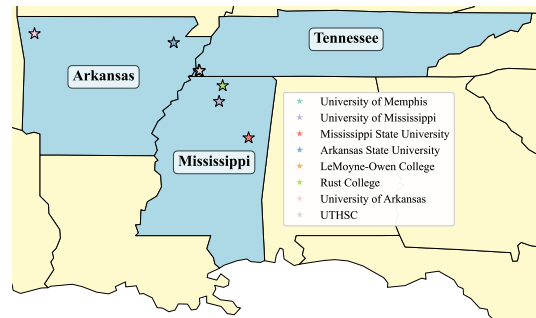 Tennessee
Arkansas
Mississippi
University of Memphis
University of Mississippi
Mississippi State University
Arkansas State University
LeMoyne-Owen College
Rust College
University of Arkansas
UTHSC